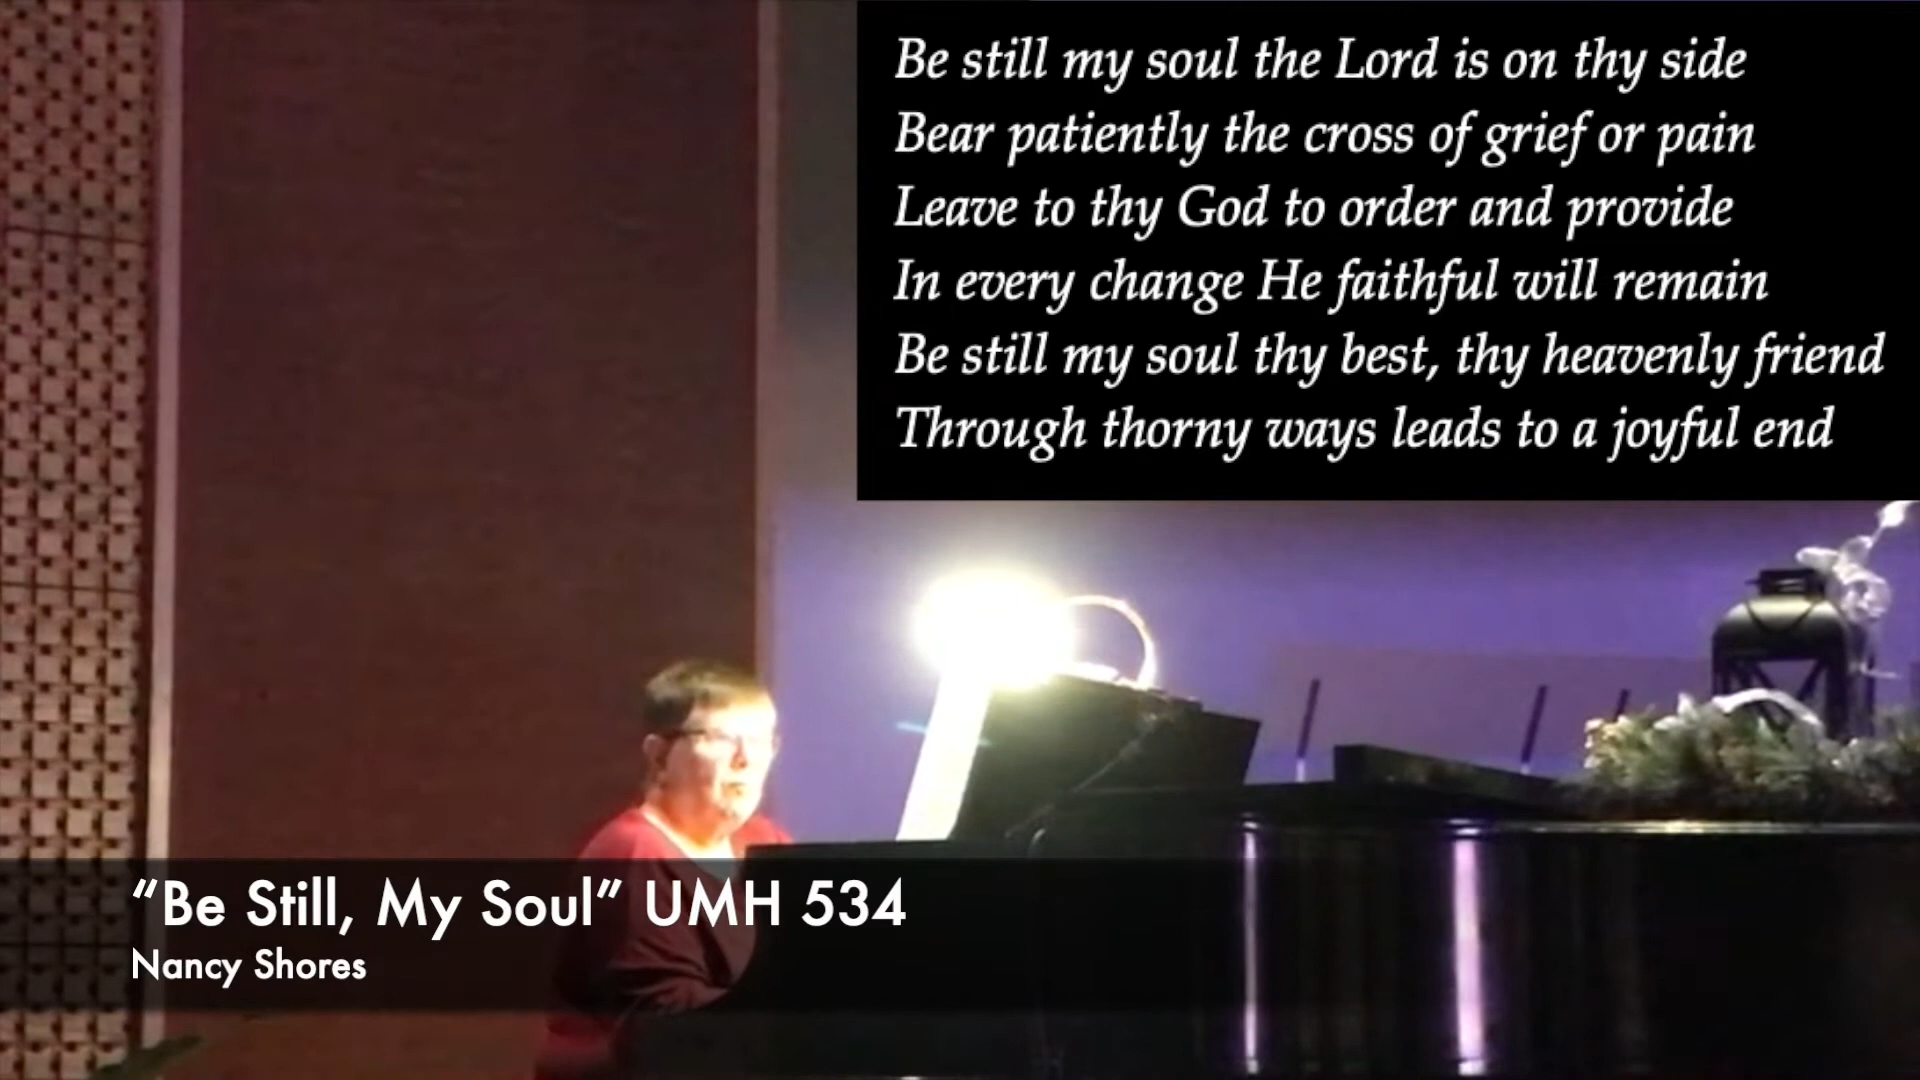 Be still my soul the Lord is on thy side
Bear patiently the cross of grief or pain
Leave to thy God to order and provide
In every change He faithful will remain
Be still my soul thy best, thy heavenly friend
Through thorny ways leads to a joyful end
“Be Still, My Soul” UMH 534
Nancy Shores